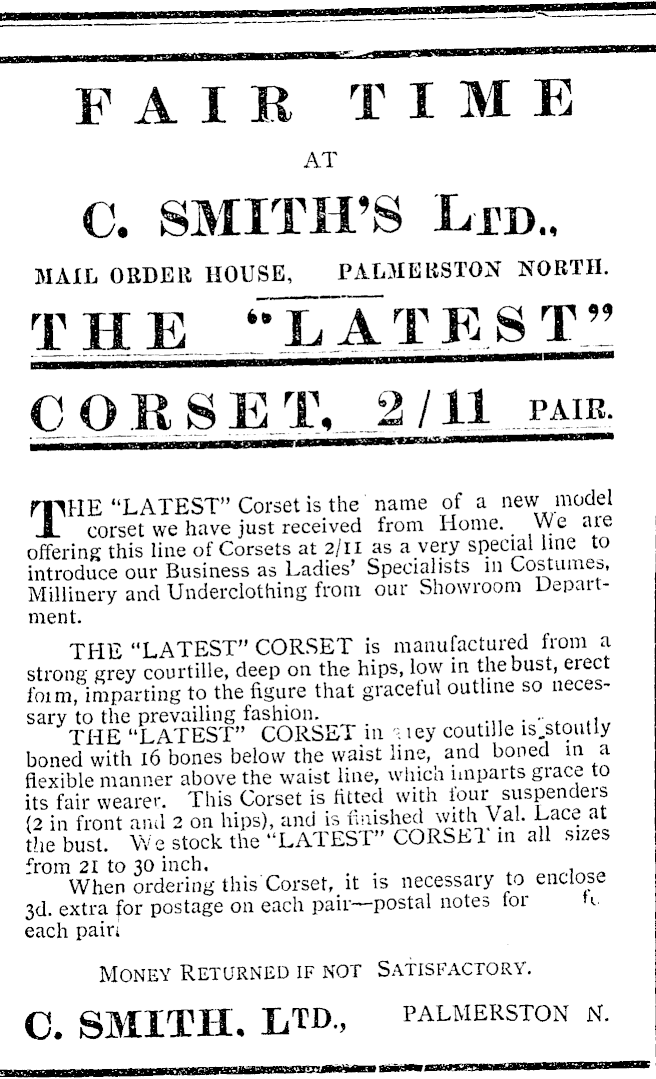 FAIR TIME
AT
C. SMITH'S LTD.,
MAIL ORDER HOUSE, PALMERSTON NORTH.
THE "LATEST"
CORSET, 2/11 PAIR.
THE "LATEST" Corset is the name of a new model
corset we have just received from Home. We are
offering this line of Corsets at 2/11 as a very special line to
introduce our Business as Ladies' Specialists in Costumes,
Millinery and Underclothing from our Showroom Depart-
ment.
THE "LATEST" CORSET is manufactured from a
strong grey courtille, deep on the hips, low in the bust, erect
form, imparting to the figure that graceful outline so neces-
sary to the prevailing fashion.
THE "LATEST" CORSET in grey coutille is stoutly
boned with 16 bones below the waist line, and boned in a
flexible manner above the waist line, which imparts grace to
its fair wearer. This Corset is fitted with four suspenders
(2 in front and 2 on hips), and is finished with Val. Lace at
the bust. We stock the "LATEST" CORSET in all sizes
from 21 to 30 inch.
When ordering this Corset, it is necessary to enclose
3d. extra for postage on each pair—postal notes for
each pair.
MONEY RETURNED IF NOT SATISFACTORY.
C. SMITH. LTD., PALMERSTON N.